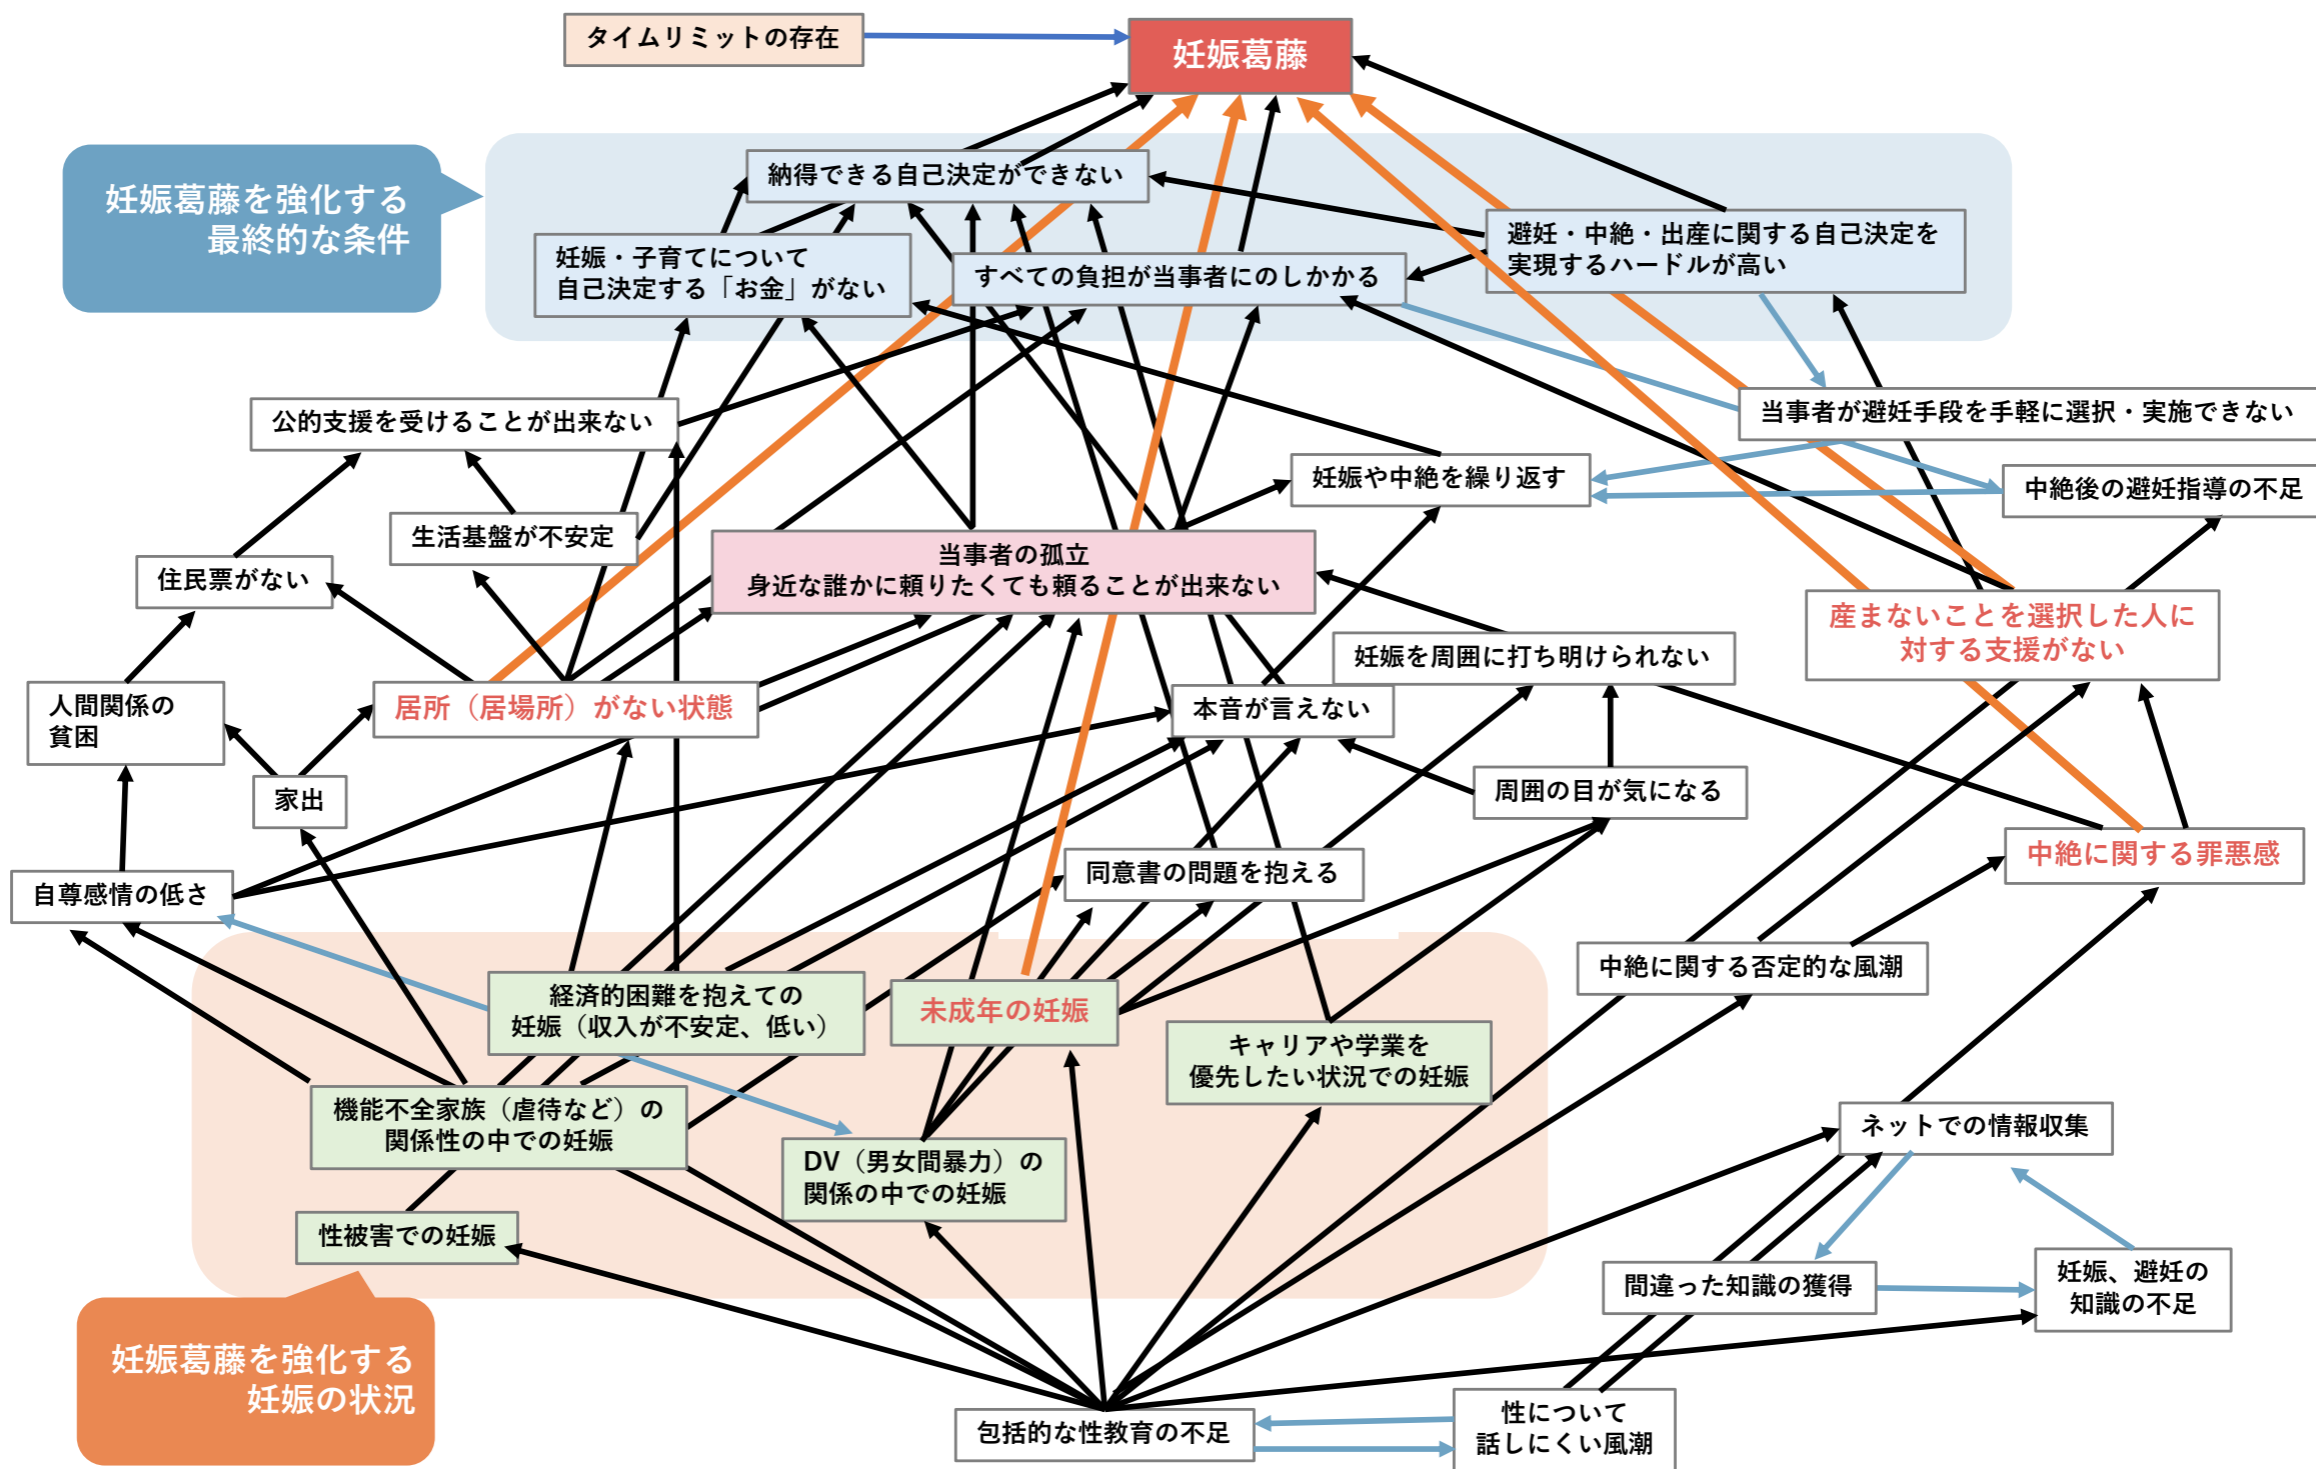 タイムリミットの存在
妊娠葛藤
妊娠葛藤を強化する
最終的な条件
納得できる自己決定ができない
妊娠・子育てについて
自己決定する「お金」がない
すべての負担が当事者にのしかかる
避妊・中絶・出産に関する自己決定を
実現するハードルが高い
公的支援を受けることが出来ない
当事者が避妊手段を手軽に選択・実施できない
妊娠や中絶を繰り返す
中絶後の避妊指導の不足
生活基盤が不安定
住民票がない
当事者の孤立
身近な誰かに頼りたくても頼ることが出来ない
産まないことを選択した人に
対する支援がない
妊娠を周囲に打ち明けられない
人間関係の
貧困
居所（居場所）がない状態
本音が言えない
家出
周囲の目が気になる
中絶に関する罪悪感
自尊感情の低さ
同意書の問題を抱える
中絶に関する否定的な風潮
経済的困難を抱えての
妊娠（収入が不安定、低い）
未成年の妊娠
キャリアや学業を
優先したい状況での妊娠
機能不全家族（虐待など）の
関係性の中での妊娠
DV（男女間暴力）の
関係の中での妊娠
ネットでの情報収集
性被害での妊娠
間違った知識の獲得
妊娠、避妊の
知識の不足
妊娠葛藤を強化する
妊娠の状況
包括的な性教育の不足
性について
話しにくい風潮